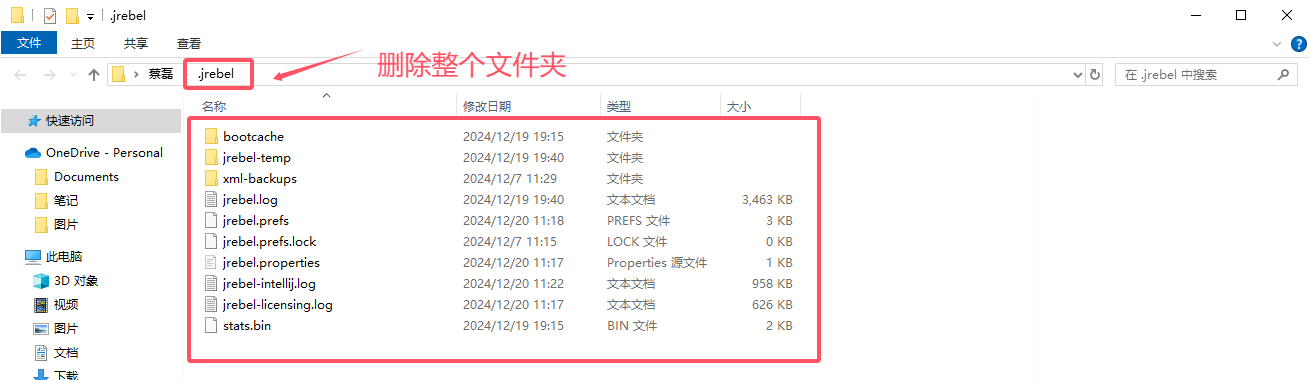 .jrebel
文件 主页 共享 查看
蔡磊 › .jrebel
删除整个文件夹
在 .jrebel 中搜索
名称 修改日期 类型 大小
快速访问
OneDrive - Personal
Documents
笔记
图片
此电脑
3D 对象
视频
图片
文档
下载
bootcache 2024/12/19 19:15 文件夹
jrebel-temp 2024/12/19 19:40 文件夹
xml-backups 2024/12/7 11:29 文件夹
jrebel.log 2024/12/19 19:40 文本文档 3,463 KB
jrebel.prefs 2024/12/20 11:18 PREFS 文件 3 KB
jrebel.prefs.lock 2024/12/7 11:15 LOCK 文件 0 KB
jrebel.properties 2024/12/20 11:17 Properties 源文件 1 KB
jrebel-intellij.log 2024/12/20 11:22 文本文档 958 KB
jrebel-licensing.log 2024/12/20 11:17 文本文档 626 KB
stats.bin 2024/12/19 19:15 BIN 文件 2 KB